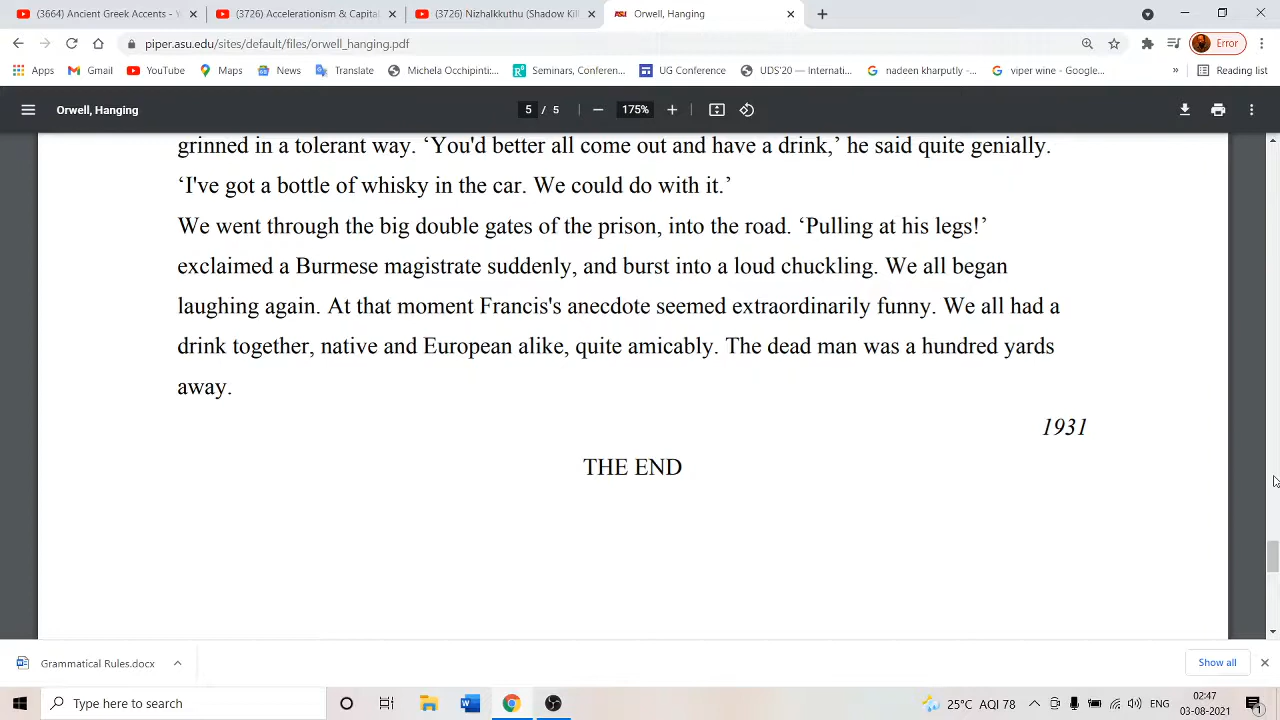 (3664) Ancient Greek Accents - Y
(3726) Accelerationism & Capital
(3726) Nizhalkkuthu (Shadow Kill
ASU Orwell, Hanging
piper.asu.edu/sites/default/files/orwell_hanging.pdf
Error
Apps Gmail YouTube Maps News Translate Michela Occhipinti:... Seminars, Conferen... UG Conference UDS'20 — Internati... nadeem kharputly -... viper wine - Google... » Reading list
Orwell, Hanging 5 / 5 175%
grinned in a tolerant way. ‘You'd better all come out and have a drink,’ he said quite genially.
‘I've got a bottle of whisky in the car. We could do with it.’
We went through the big double gates of the prison, into the road. ‘Pulling at his legs!’
exclaimed a Burmese magistrate suddenly, and burst into a loud chuckling. We all began
laughing again. At that moment Francis's anecdote seemed extraordinarily funny. We all had a
drink together, native and European alike, quite amicably. The dead man was a hundred yards
away.
1931
THE END
Grammatical Rules.docx
Show all
Type here to search
25°C AQI 78
ENG
02:47
03-08-2021
1